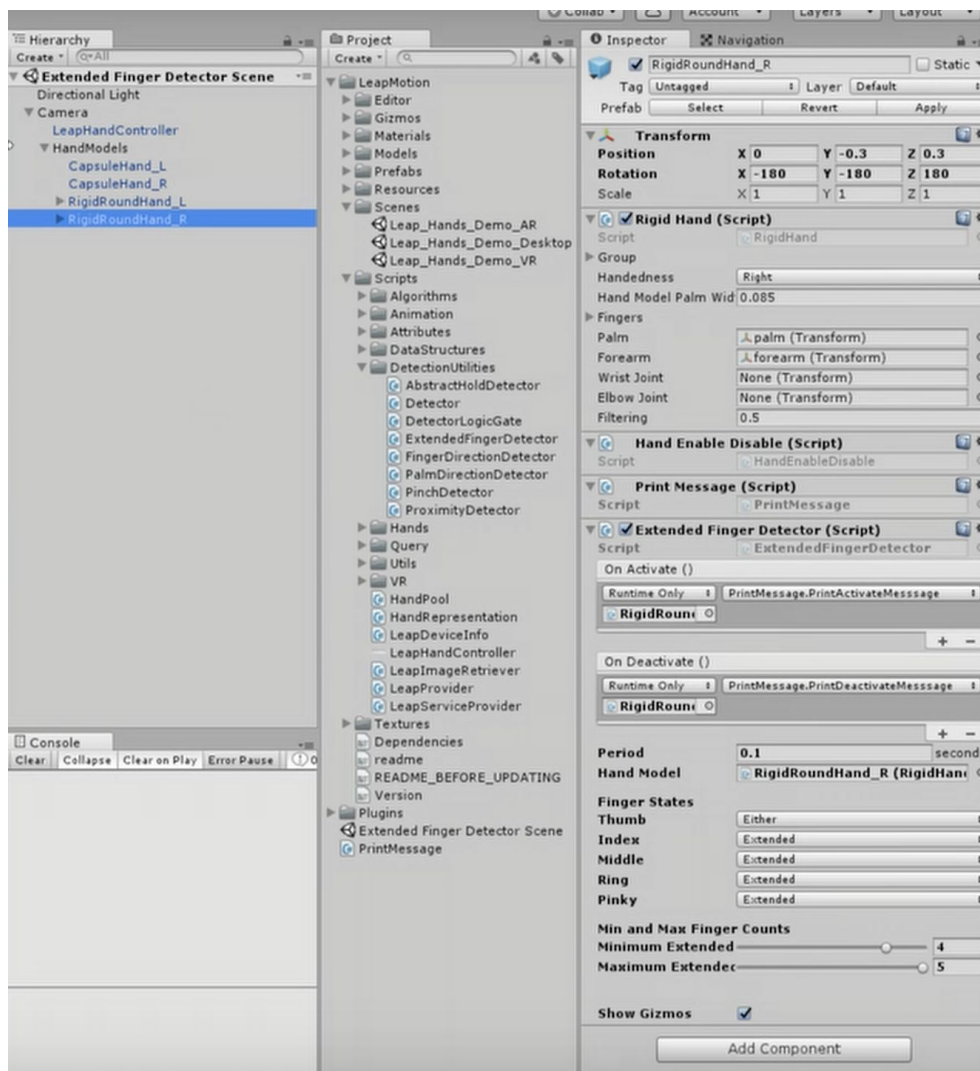 Collab
Account
Layers
Layout
Hierarchy
Create
Q▾All
Extended Finger Detector Scene
Directional Light
Camera
LeapHandController
HandModels
CapsuleHand_L
CapsuleHand_R
RigidRoundHand_L
RigidRoundHand_R
Console
Clear Collapse Clear on Play Error Pause 0
Project
Create
LeapMotion
Editor
Gizmos
Materials
Models
Prefabs
Resources
Scenes
Leap_Hands_Demo_AR
Leap_Hands_Demo_Desktop
Leap_Hands_Demo_VR
Scripts
Algorithms
Animation
Attributes
DataStructures
DetectionUtilities
AbstractHoldDetector
Detector
DetectorLogicGate
ExtendedFingerDetector
FingerDirectionDetector
PalmDirectionDetector
PinchDetector
ProximityDetector
Hands
Query
Utils
VR
HandPool
HandRepresentation
LeapDeviceInfo
LeapHandController
LeapImageRetriever
LeapProvider
LeapServiceProvider
Textures
Dependencies
readme
README_BEFORE_UPDATING
Version
Plugins
Extended Finger Detector Scene
PrintMessage
Inspector Navigation
RigidRoundHand_R Static
Tag Untagged Layer Default
Prefab Select Revert Apply
Transform
Position X 0 Y -0.3 Z 0.3
Rotation X -180 Y -180 Z 180
Scale X 1 Y 1 Z 1
Rigid Hand (Script)
Script RigidHand
Group
Handedness Right
Hand Model Palm Wid 0.085
Fingers
Palm palm (Transform)
Forearm forearm (Transform)
Wrist Joint None (Transform)
Elbow Joint None (Transform)
Filtering 0.5
Hand Enable Disable (Script)
Script HandEnableDisable
Print Message (Script)
Script PrintMessage
Extended Finger Detector (Script)
Script ExtendedFingerDetector
On Activate ()
Runtime Only PrintMessage.PrintActivateMesssage
RigidRoun
+ −
On Deactivate ()
Runtime Only PrintMessage.PrintDeactivateMesssage
RigidRoun
+ −
Period 0.1 second
Hand Model RigidRoundHand_R (RigidHan
Finger States
Thumb Either
Index Extended
Middle Extended
Ring Extended
Pinky Extended
Min and Max Finger Counts
Minimum Extended 4
Maximum Extended 5
Show Gizmos
Add Component